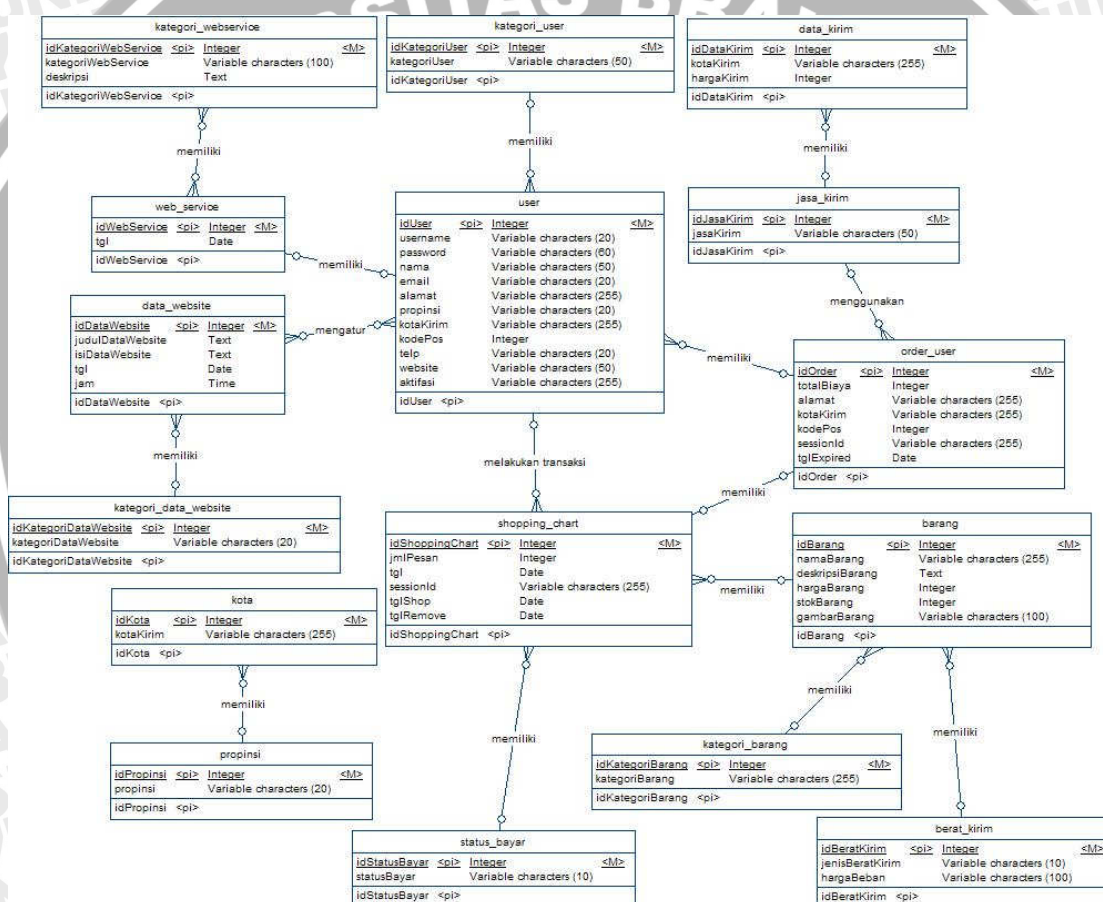 SITAS BRA
kategori_webservice
idKategoriWebService <pi> Integer <M>
kategoriWebService Variable characters (100)
deskripsi Text
idKategoriWebService <pi>
kategori_user
idKategoriUser <pi> Integer <M>
kategoriUser Variable characters (50)
idKategoriUser <pi>
data_kirim
idDataKirim <pi> Integer <M>
kotaKirim Variable characters (255)
hargaKirim Integer
idDataKirim <pi>
memiliki
memiliki
memiliki
web_service
idWebService <pi> Integer <M>
tgl Date
idWebService <pi>
user
idUser <pi> Integer <M>
username Variable characters (20)
password Variable characters (60)
nama Variable characters (50)
email Variable characters (20)
alamat Variable characters (255)
propinsi Variable characters (20)
kotaKirim Variable characters (255)
kodePos Integer
telp Variable characters (20)
website Variable characters (50)
aktifasi Variable characters (255)
idUser <pi>
jasa_kirim
idJasaKirim <pi> Integer <M>
jasaKirim Variable characters (50)
idJasaKirim <pi>
memiliki
menggunakan
data_website
idDataWebsite <pi> Integer <M>
judulDataWebsite Text
isiDataWebsite Text
tgl Date
jam Time
idDataWebsite <pi>
mengatur
memiliki
order_user
idOrder <pi> Integer <M>
totalBiaya Integer
alamat Variable characters (255)
kotaKirim Variable characters (255)
kodePos Integer
sessionId Variable characters (255)
tglExpired Date
idOrder <pi>
memiliki
melakukan transaksi
memiliki
kategori_data_website
idKategoriDataWebsite <pi> Integer <M>
kategoriDataWebsite Variable characters (20)
idKategoriDataWebsite <pi>
shopping_chart
idShoppingChart <pi> Integer <M>
jmlPesan Integer
tgl Date
sessionId Variable characters (255)
tglShop Date
tglRemove Date
idShoppingChart <pi>
memiliki
barang
idBarang <pi> Integer <M>
namaBarang Variable characters (255)
deskripsiBarang Text
hargaBarang Integer
stokBarang Integer
gambarBarang Variable characters (100)
idBarang <pi>
kota
idKota <pi> Integer <M>
kotaKirim Variable characters (255)
idKota <pi>
memiliki
memiliki
memiliki
memiliki
propinsi
idPropinsi <pi> Integer <M>
propinsi Variable characters (20)
idPropinsi <pi>
kategori_barang
idKategoriBarang <pi> Integer <M>
kategoriBarang Variable characters (255)
idKategoriBarang <pi>
status_bayar
idStatusBayar <pi> Integer <M>
statusBayar Variable characters (10)
idStatusBayar <pi>
berat_kirim
idBeratKirim <pi> Integer <M>
jenisBeratKirim Variable characters (10)
hargaBeban Variable characters (100)
idBeratKirim <pi>